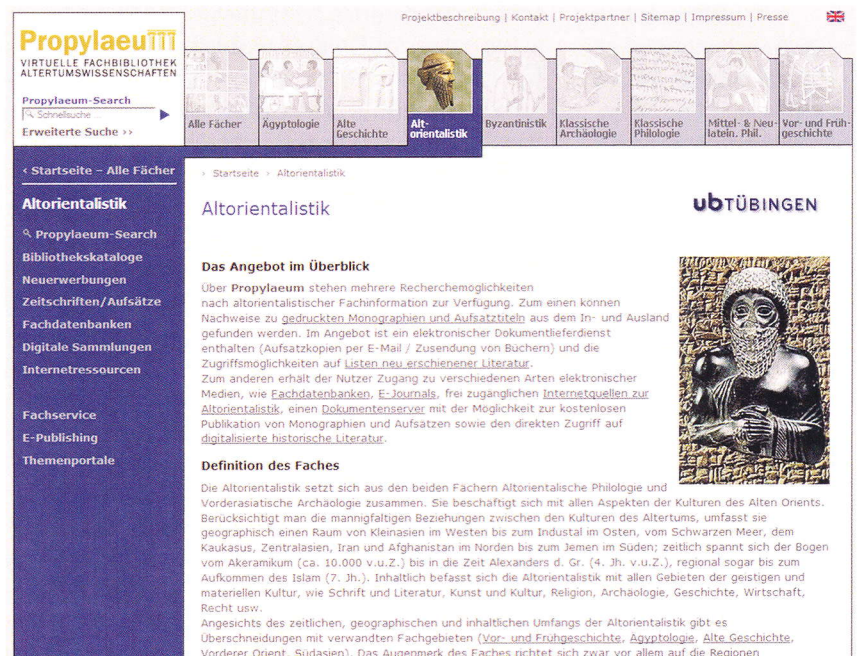 Projektbeschreibung | Kontakt | Projektpartner | Sitemap | Impressum | Presse
Propylaeum
VIRTUELLE FACHBIBLIOTHEK
ALTERTUMSWISSENSCHAFTEN
Propylaeum-Search
Schnellsuche ...
Erweiterte Suche ››
Alle Fächer
Ägyptologie
Alte
Geschichte
Alt-
orientalistik
Byzantinistik
Klassische
Archäologie
Klassische
Philologie
Mittel- & Neu-
latein. Phil.
Vor- und Früh-
geschichte
‹ Startseite – Alle Fächer
Altorientalistik
Propylaeum-Search
Bibliothekskataloge
Neuerwerbungen
Zeitschriften/Aufsätze
Fachdatenbanken
Digitale Sammlungen
Internetressourcen
Fachservice
E-Publishing
Themenportale
› Startseite › Altorientalistik
Altorientalistik
ubTÜBINGEN
Das Angebot im Überblick
Über Propylaeum stehen mehrere Recherchemöglichkeiten
nach altorientalistischer Fachinformation zur Verfügung. Zum einen können
Nachweise zu gedruckten Monographien und Aufsatztiteln aus dem In- und Ausland
gefunden werden. Im Angebot ist ein elektronischer Dokumentlieferdienst
enthalten (Aufsatzkopien per E-Mail / Zusendung von Büchern) und die
Zugriffsmöglichkeiten auf Listen neu erschienener Literatur.
Zum anderen erhält der Nutzer Zugang zu verschiedenen Arten elektronischer
Medien, wie Fachdatenbanken, E-Journals, frei zugänglichen Internetquellen zur
Altorientalistik, einen Dokumentenserver mit der Möglichkeit zur kostenlosen
Publikation von Monographien und Aufsätzen sowie den direkten Zugriff auf
digitalisierte historische Literatur.
Definition des Faches
Die Altorientalistik setzt sich aus den beiden Fächern Altorientalische Philologie und
Vorderasiatische Archäologie zusammen. Sie beschäftigt sich mit allen Aspekten der Kulturen des Alten Orients.
Berücksichtigt man die mannigfaltigen Beziehungen zwischen den Kulturen des Altertums, umfasst sie
geographisch einen Raum von Kleinasien im Westen bis zum Industal im Osten, vom Schwarzen Meer, dem
Kaukasus, Zentralasien, Iran und Afghanistan im Norden bis zum Jemen im Süden; zeitlich spannt sich der Bogen
vom Akeramikum (ca. 10.000 v.u.Z.) bis in die Zeit Alexanders d. Gr. (4. Jh. v.u.Z.), regional sogar bis zum
Aufkommen des Islam (7. Jh.). Inhaltlich befasst sich die Altorientalistik mit allen Gebieten der geistigen und
materiellen Kultur, wie Schrift und Literatur, Kunst und Kultur, Religion, Archäologie, Geschichte, Wirtschaft,
Recht usw.
Angesichts des zeitlichen, geographischen und inhaltlichen Umfangs der Altorientalistik gibt es
Überschneidungen mit verwandten Fachgebieten (Vor- und Frühgeschichte, Ägyptologie, Alte Geschichte,
Vorderer Orient, Südasien). Das Augenmerk des Faches richtet sich zwar vor allem auf die Regionen